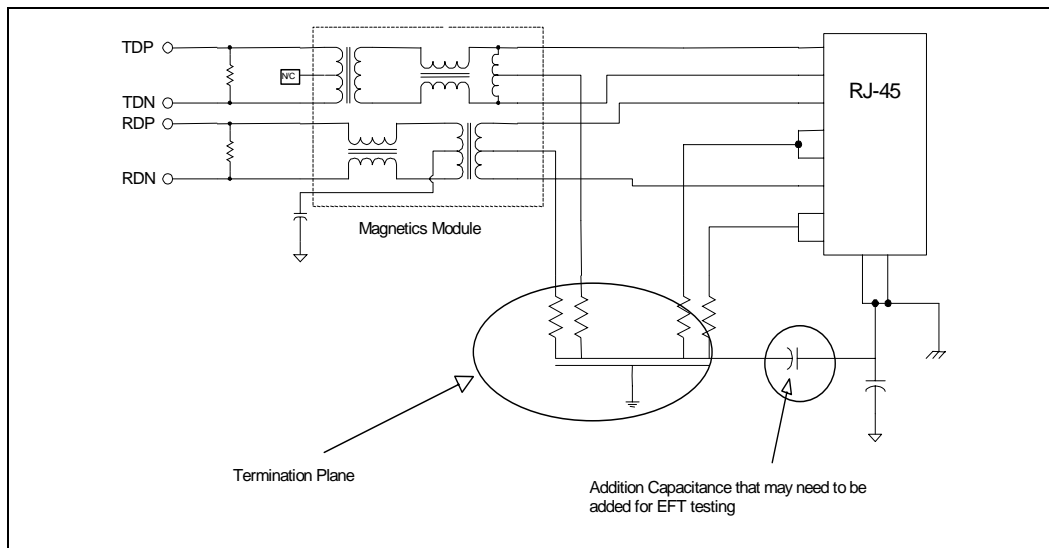 TDP
N/C
TDN
RDP
RDN
RJ-45
Magnetics Module
Termination Plane
Addition Capacitance that may need to be
added for EFT testing